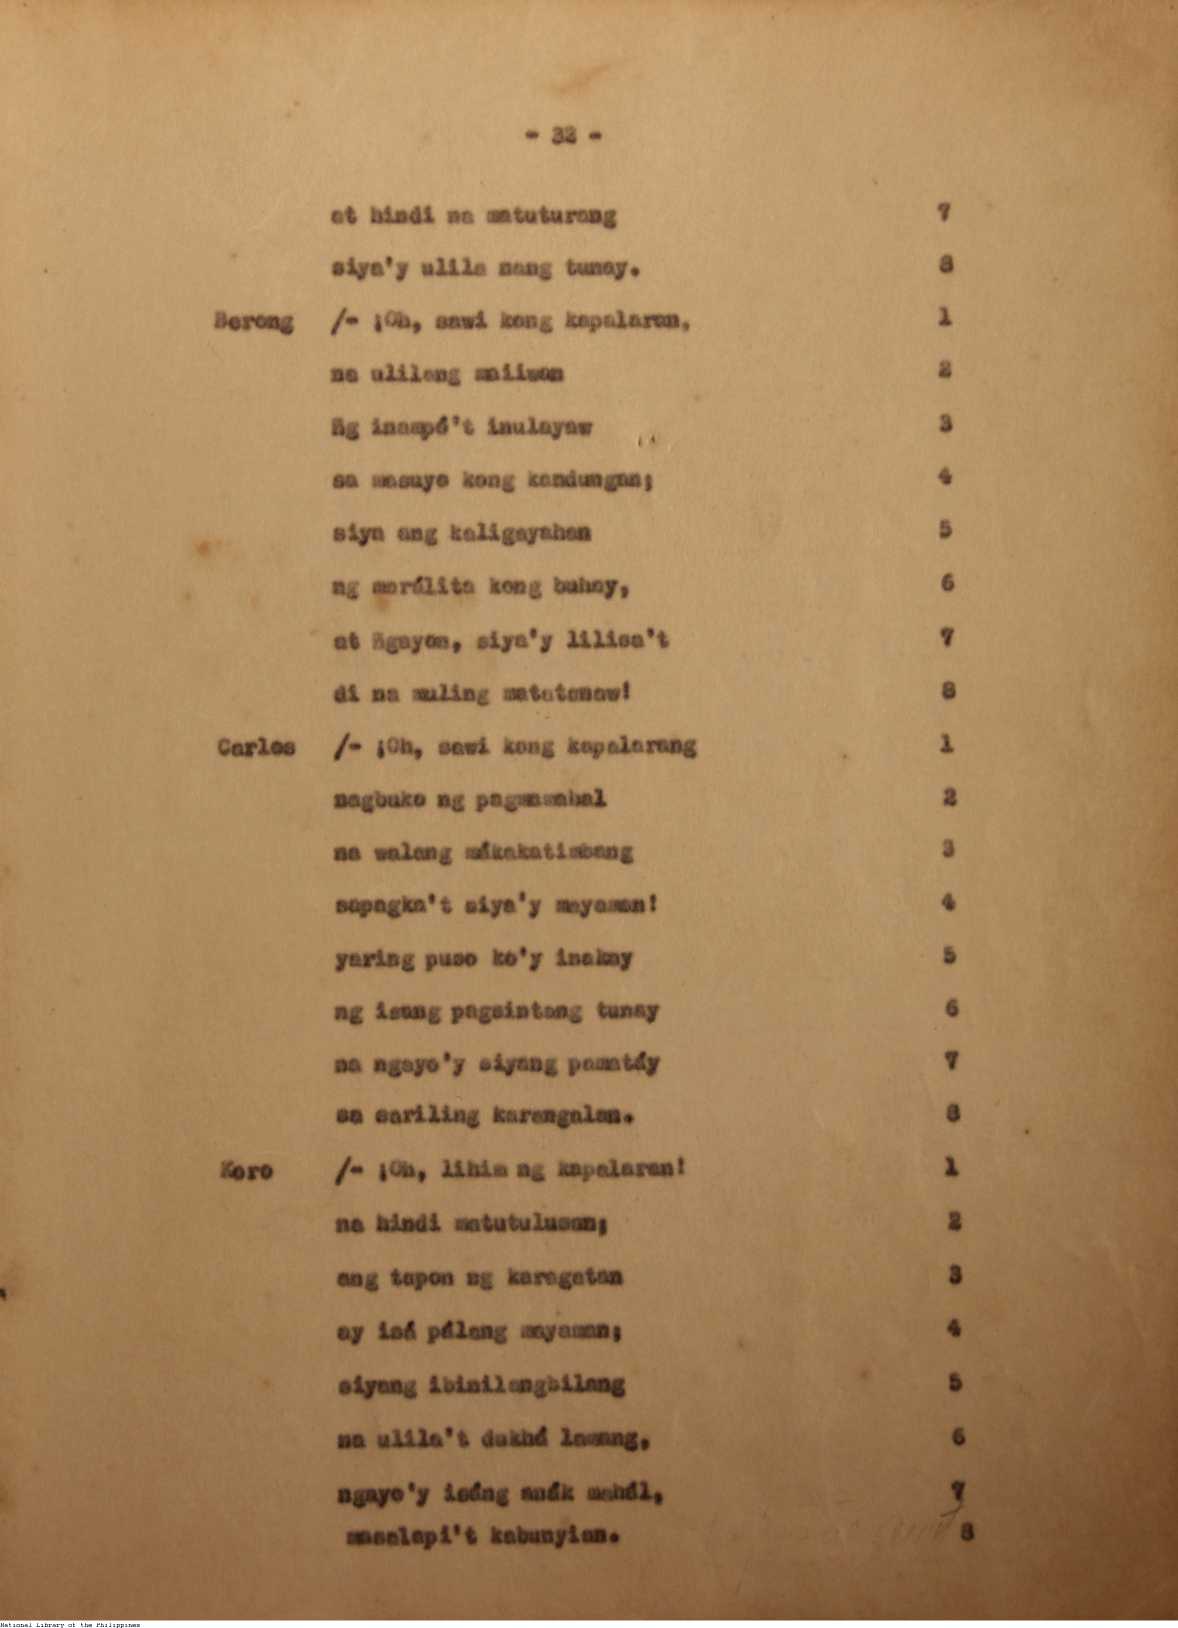 - 32 -
at hindi na matuturang 7
siya'y ulila nang tunay. 8
Berong /- ¡Oh, sawi kong kapalaran, 1
na ulilang maiiwan 2
Ñg inampó't inulayaw 3
sa masuyo kong kandungan; 4
siya ang kaligayahan 5
ng marálita kong buhay, 6
at Ñgayon, siya'y lilisa't 7
di na muling matatanaw! 8
Carlos /- ¡Oh, sawi kong kapalarang 1
nagbuko ng pagmamahal 2
na walang mákakatimbang 3
sapagka't siya'y mayaman! 4
yaring puso ko'y inakay 5
ng isang pagsintang tunay 6
na ngayo'y siyang pamatáy 7
sa sariling karangalan. 8
Koro /- ¡Oh, lihim ng kapalaran! 1
na hindi matutulusan; 2
ang tapon ng karagatan 3
ay isá pálang mayaman; 4
siyang ibinilangbilang 5
na ulila't dukhá lamang, 6
ngayo'y isáng anák mahál, 7
masalapi't kabunyian. 8
National Library of the Philippines